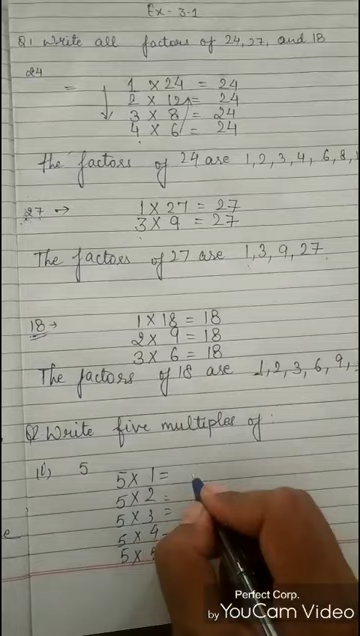 Ex - 3.1
Q1 Write all factors of 24, 27, and 18
24
= 1 × 24 = 24
2 × 12 = 24
3 × 8 = 24
4 × 6 = 24
The factors of 24 are 1, 2, 3, 4, 6, 8,
27 → 1 × 27 = 27
3 × 9 = 27
The factors of 27 are 1, 3, 9, 27
18 → 1 × 18 = 18
2 × 9 = 18
3 × 6 = 18
The factors of 18 are 1, 2, 3, 6, 9,
Q Write five multiples of:
5
5 × 1 =
5 × 2 =
5 × 3 =
5 × 4 =
5 × 5
Perfect Corp.
by YouCam Video